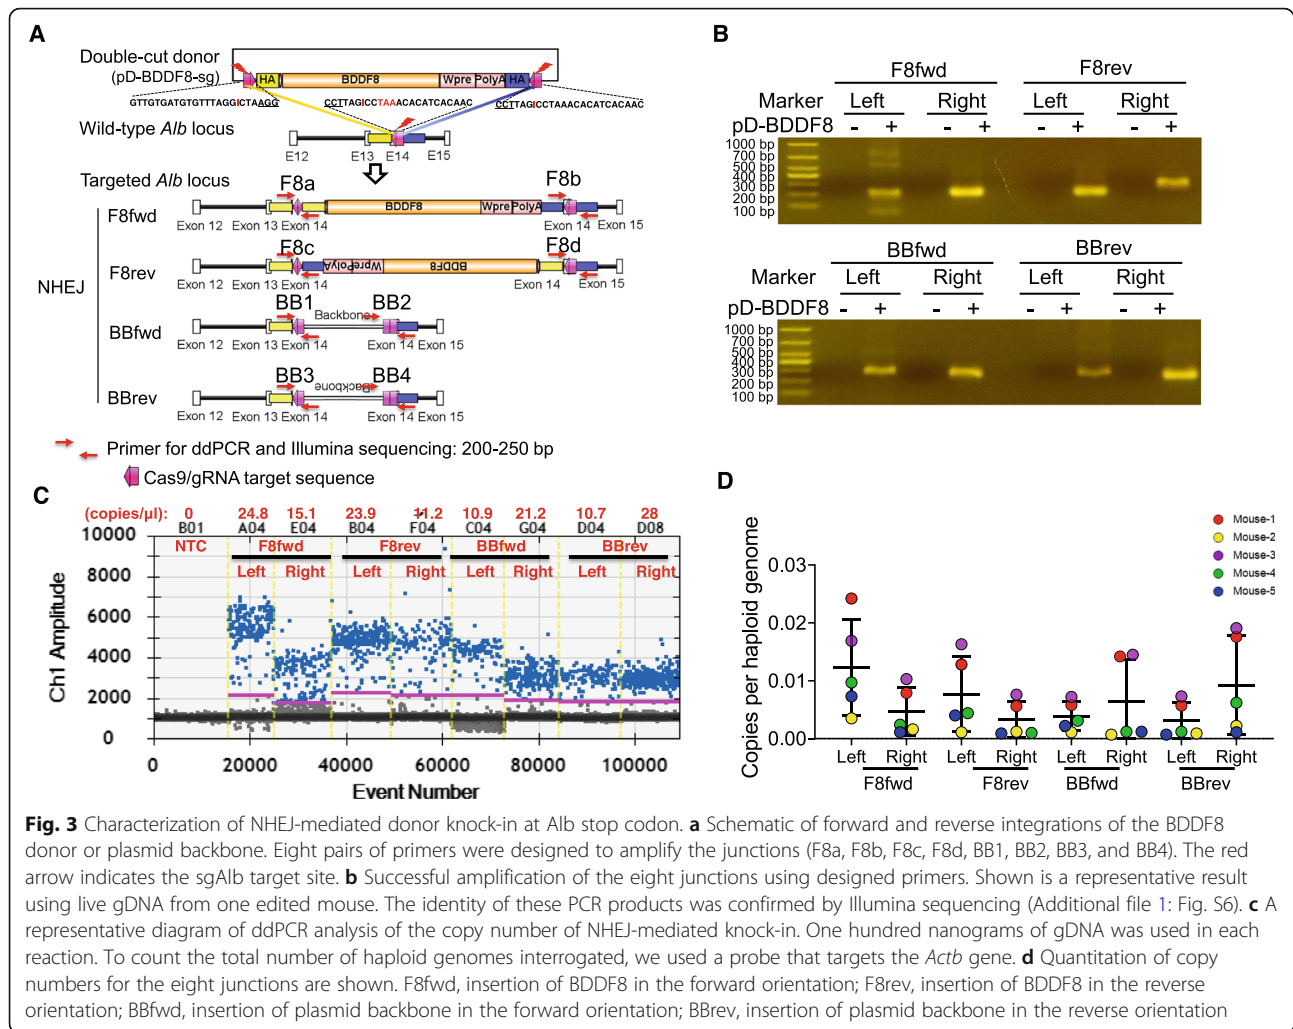 A
Double-cut donor
(pD-BDDF8-sg)
HA BDDF8 Wpre PolyA HA
GTTGTGATGTGTTTAGGICTAAGG CCTTAGICCTAAACACATCACAAC CCTTAGICCTAAACACATCACAAC
Wild-type Alb locus
E12 E13 E14 E15
Targeted Alb locus
F8a F8b
F8fwd BDDF8 Wpre PolyA
Exon 12 Exon 13 Exon 14 Exon 14 Exon 15
F8c F8d
F8rev WprePolyA BDDF8
Exon 12 Exon 13 Exon 14 Exon 14 Exon 15
NHEJ
BB1 BB2
Backbone
BBfwd
Exon 12 Exon 13 Exon 14 Exon 14 Exon 15
BB3 BB4
Backbone
BBrev
Exon 12 Exon 13 Exon 14 Exon 14 Exon 15
Primer for ddPCR and Illumina sequencing: 200-250 bp
Cas9/gRNA target sequence
B
F8fwd F8rev
Marker Left Right Left Right
pD-BDDF8 - + - + - + - +
1000 bp
700 bp
500 bp
400 bp
300 bp
200 bp
100 bp
BBfwd BBrev
Marker Left Right Left Right
pD-BDDF8 - + - + - + - +
1000 bp
700 bp
500 bp
400 bp
300 bp
200 bp
100 bp
C
(copies/µl): 0 24.8 15.1 23.9 11.2 10.9 21.2 10.7 28
B01 A04 E04 B04 F04 C04 G04 D04 D08
NTC F8fwd F8rev BBfwd BBrev
Left Right Left Right Left Right Left Right
10000
8000
6000
4000
2000
0
Ch1 Amplitude
0 20000 40000 60000 80000 100000
Event Number
D
Mouse-1
Mouse-2
Mouse-3
Mouse-4
Mouse-5
Copies per haploid genome
0.03
0.02
0.01
0.00
Left Right Left Right Left Right Left Right
F8fwd F8rev BBfwd BBrev
Fig. 3 Characterization of NHEJ-mediated donor knock-in at Alb stop codon. a Schematic of forward and reverse integrations of the BDDF8
donor or plasmid backbone. Eight pairs of primers were designed to amplify the junctions (F8a, F8b, F8c, F8d, BB1, BB2, BB3, and BB4). The red
arrow indicates the sgAlb target site. b Successful amplification of the eight junctions using designed primers. Shown is a representative result
using live gDNA from one edited mouse. The identity of these PCR products was confirmed by Illumina sequencing (Additional file 1: Fig. S6). c A
representative diagram of ddPCR analysis of the copy number of NHEJ-mediated knock-in. One hundred nanograms of gDNA was used in each
reaction. To count the total number of haploid genomes interrogated, we used a probe that targets the Actb gene. d Quantitation of copy
numbers for the eight junctions are shown. F8fwd, insertion of BDDF8 in the forward orientation; F8rev, insertion of BDDF8 in the reverse
orientation; BBfwd, insertion of plasmid backbone in the forward orientation; BBrev, insertion of plasmid backbone in the reverse orientation